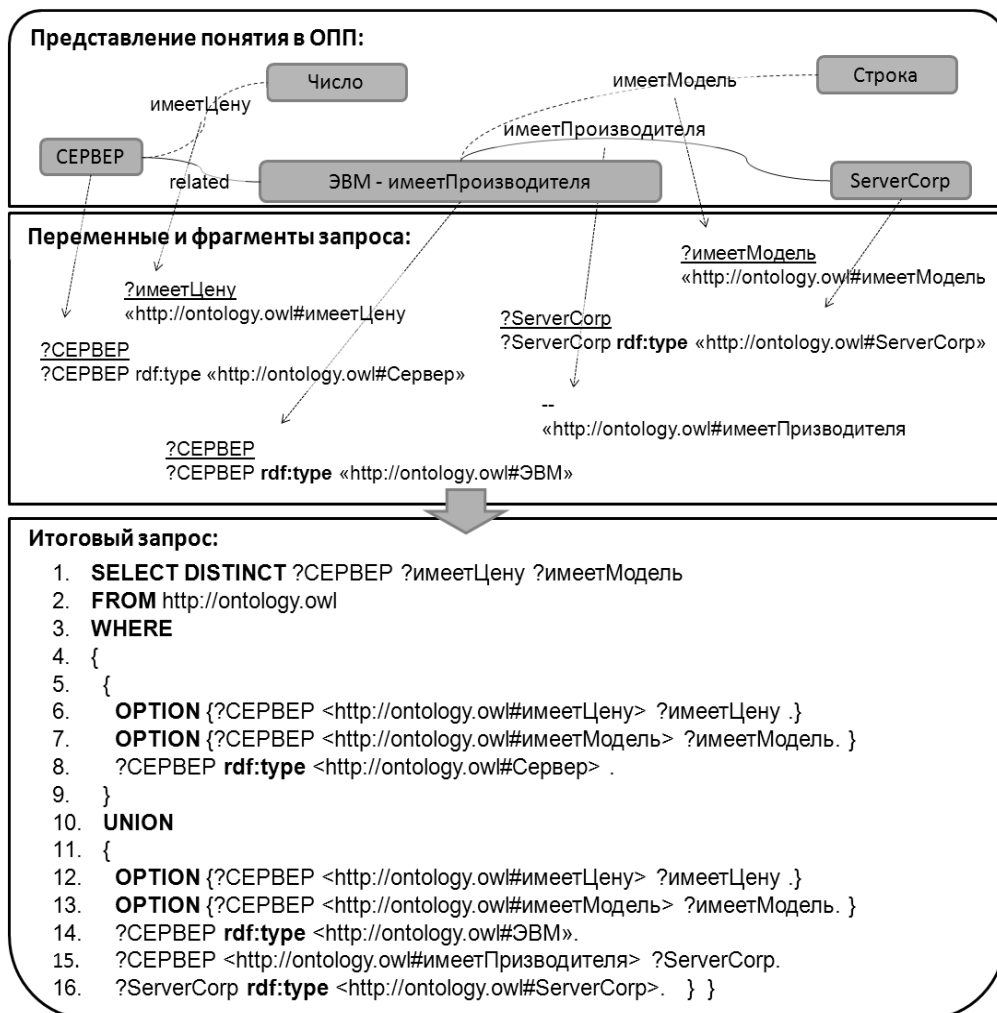 Представление понятия в ОПП:
Число
имеетМодель
Строка
имеетЦену
имеетПроизводителя
СЕРВЕР
related
ЭВМ - имеетПроизводителя
ServerCorp
Переменные и фрагменты запроса:
?имеетМодель
«http://ontology.owl#имеетМодель
?имеетЦену
«http://ontology.owl#имеетЦену
?ServerCorp
?ServerCorp rdf:type «http://ontology.owl#ServerCorp»
?СЕРВЕР
?СЕРВЕР rdf:type «http://ontology.owl#Сервер»
--
«http://ontology.owl#имеетПризводителя
?СЕРВЕР
?СЕРВЕР rdf:type «http://ontology.owl#ЭВМ»
Итоговый запрос:
1. SELECT DISTINCT ?СЕРВЕР ?имеетЦену ?имеетМодель
2. FROM http://ontology.owl
3. WHERE
4. {
5. {
6. OPTION {?СЕРВЕР <http://ontology.owl#имеетЦену> ?имеетЦену .}
7. OPTION {?СЕРВЕР <http://ontology.owl#имеетМодель> ?имеетМодель. }
8. ?СЕРВЕР rdf:type <http://ontology.owl#Сервер> .
9. }
10. UNION
11. {
12. OPTION {?СЕРВЕР <http://ontology.owl#имеетЦену> ?имеетЦену .}
13. OPTION {?СЕРВЕР <http://ontology.owl#имеетМодель> ?имеетМодель. }
14. ?СЕРВЕР rdf:type <http://ontology.owl#ЭВМ».
15. ?СЕРВЕР <http://ontology.owl#имеетПризводителя> ?ServerCorp.
16. ?ServerCorp rdf:type <http://ontology.owl#ServerCorp>. } }